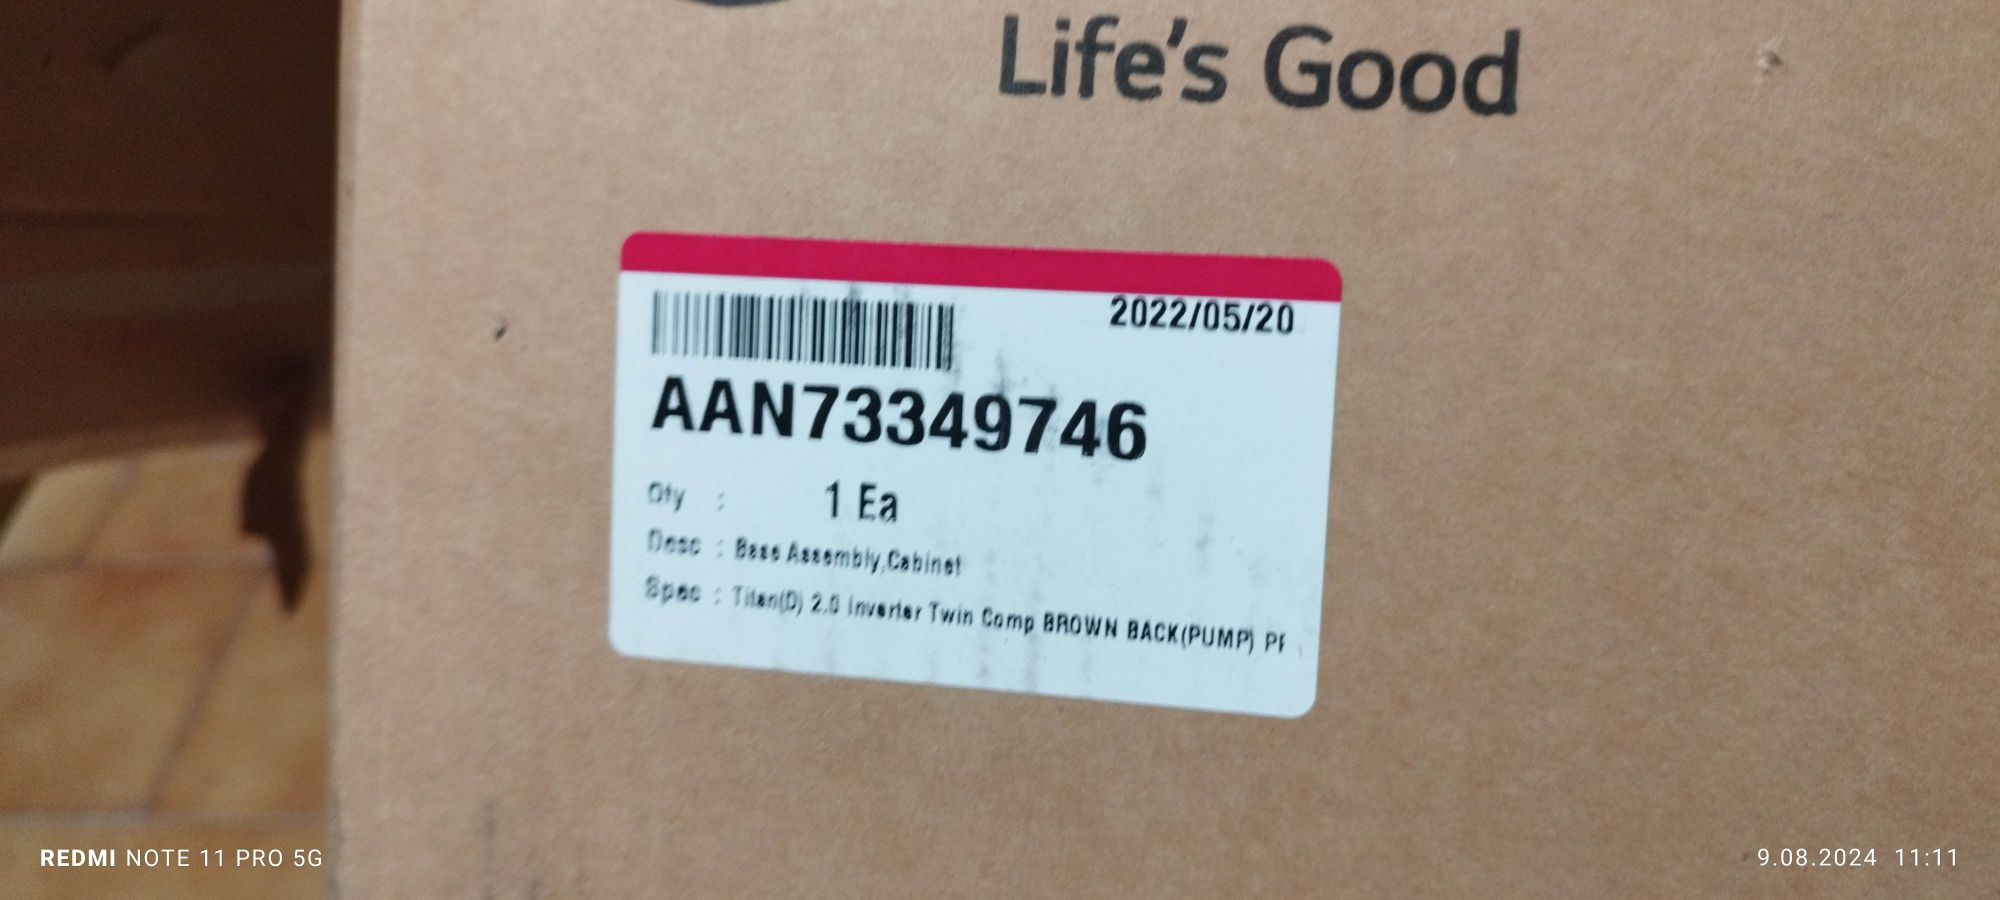 Life's Good
2022/05/20
AAN73349746
Qty : 1 Ea
Desc : Base Assembly,Cabinet
Spec : Titan(D) 2.0 Inverter Twin Comp BROWN BACK(PUMP)
REDMI NOTE 11 PRO 5G
9.08.2024 11:11